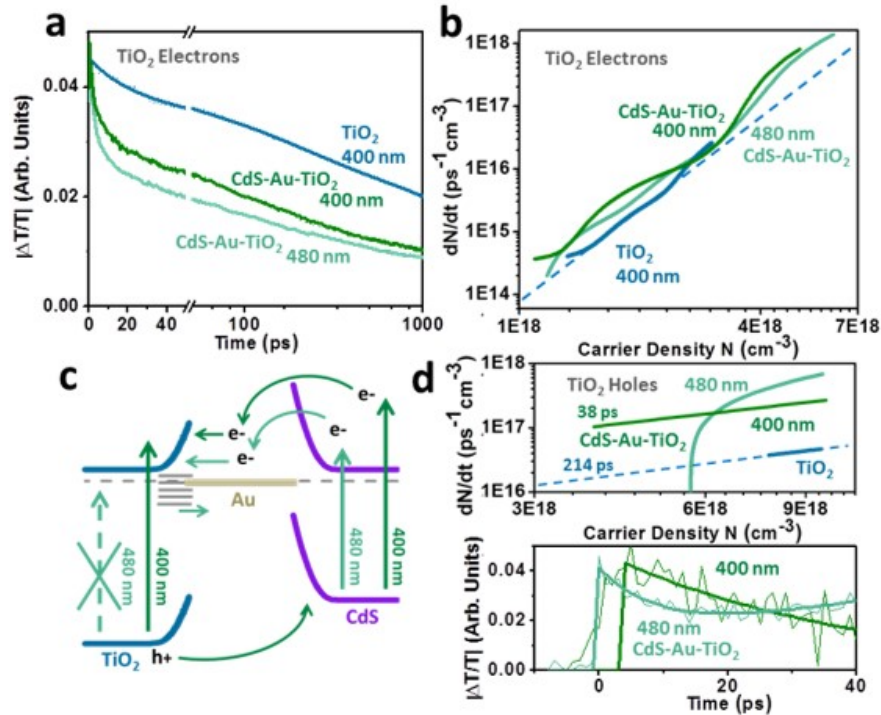 a
TiO₂ Electrons
|ΔT/T| (Arb. Units)
0.04
0.02
0.00
TiO₂
400 nm
CdS-Au-TiO₂
400 nm
CdS-Au-TiO₂ 480 nm
0 20 40 100 1000
Time (ps)
b
TiO₂ Electrons
dN/dt (ps⁻¹cm⁻³)
1E18
1E17
1E16
1E15
1E14
CdS-Au-TiO₂
400 nm
480 nm
CdS-Au-TiO₂
TiO₂
400 nm
1E18 4E18 7E18
Carrier Density N (cm⁻³)
c
e-
e-
e- e-
e-
Au
480 nm
400 nm
480 nm
400 nm
CdS
TiO₂
h+
d
TiO₂ Holes
dN/dt (ps⁻¹cm⁻³)
1E18
1E17
1E16
480 nm
38 ps
CdS-Au-TiO₂
400 nm
214 ps
TiO₂
3E18 6E18 9E18
Carrier Density N (cm⁻³)
|ΔT/T| (Arb. Units)
0.04
0.02
0.00
400 nm
480 nm
CdS-Au-TiO₂
0 20 40
Time (ps)